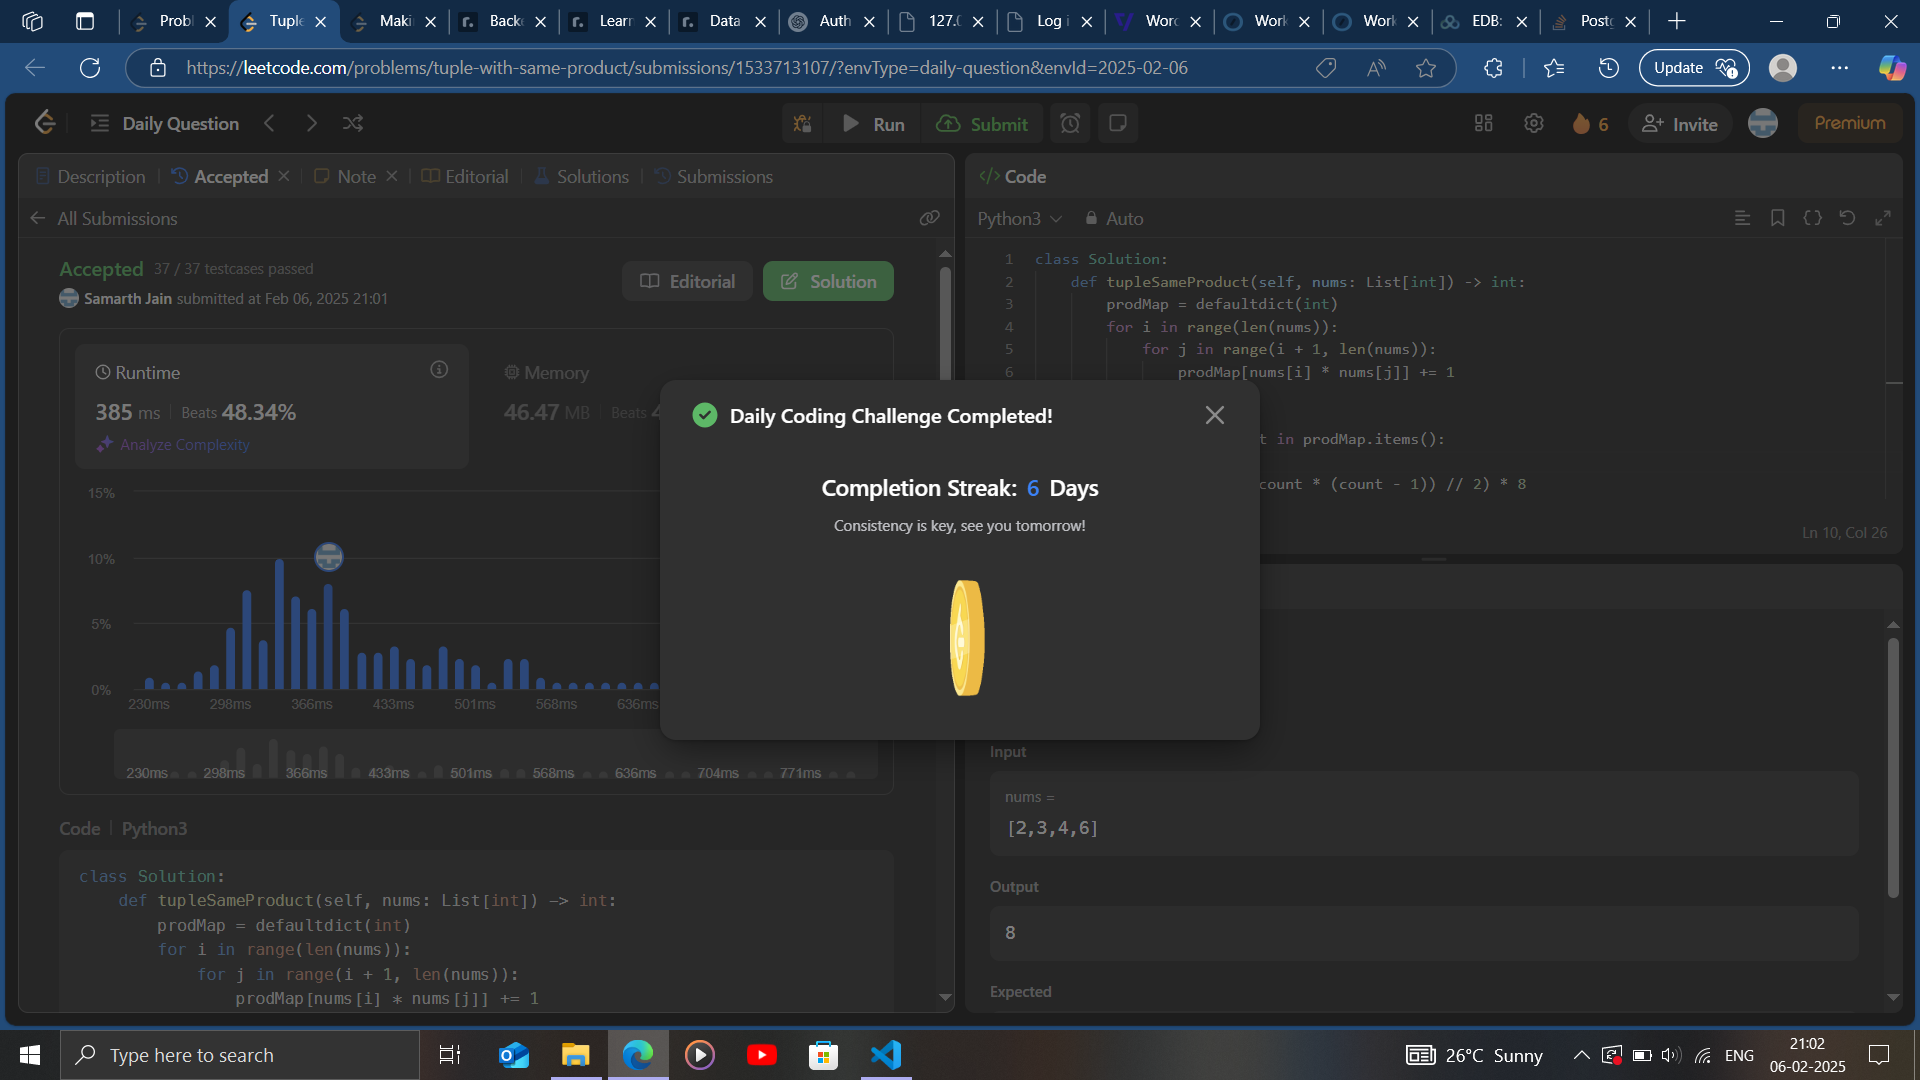 Probl
Tuple
Maki
Backe
Learn
Data
Auth
127.0
Log i
Word
Work
Work
EDB:
Postg
https://leetcode.com/problems/tuple-with-same-product/submissions/1533713107/?envType=daily-question&envId=2025-02-06
Update
Daily Question
Run
Submit
6
Invite
Premium
Description
Accepted
Note
Editorial
Solutions
Submissions
All Submissions
Accepted 37 / 37 testcases passed
Samarth Jain submitted at Feb 06, 2025 21:01
Editorial
Solution
Runtime
385 ms Beats 48.34%
Analyze Complexity
Memory
46.47 MB Beats 4
15%
10%
5%
0%
230ms 298ms 366ms 433ms 501ms 568ms 636ms
230ms 298ms 366ms 433ms 501ms 568ms 636ms 704ms 771ms
Code Python3
class Solution:
def tupleSameProduct(self, nums: List[int]) -> int:
prodMap = defaultdict(int)
for i in range(len(nums)):
for j in range(i + 1, len(nums)):
prodMap[nums[i] * nums[j]] += 1
</> Code
Python3
Auto
1 class Solution:
2 def tupleSameProduct(self, nums: List[int]) -> int:
3 prodMap = defaultdict(int)
4 for i in range(len(nums)):
5 for j in range(i + 1, len(nums)):
6 prodMap[nums[i] * nums[j]] += 1
t in prodMap.items():
count * (count - 1)) // 2) * 8
Ln 10, Col 26
Daily Coding Challenge Completed!
Completion Streak: 6 Days
Consistency is key, see you tomorrow!
Input
nums =
[2,3,4,6]
Output
8
Expected
Type here to search
26°C Sunny
ENG
21:02
06-02-2025